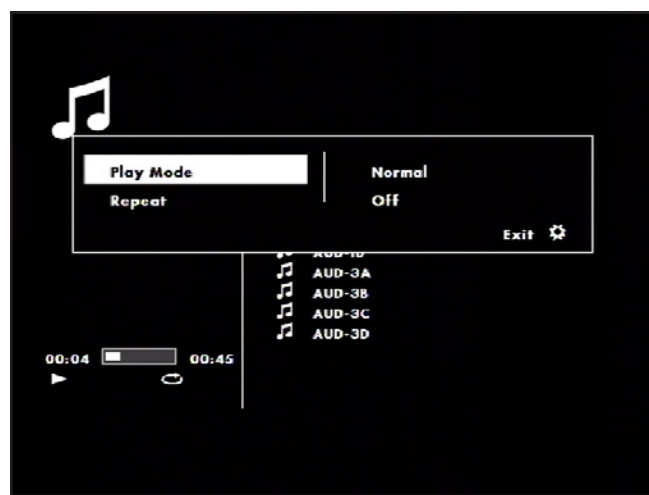 Play Mode Normal
Repeat Off
Exit
AUD-3A
AUD-3B
AUD-3C
AUD-3D
00:04 00:45